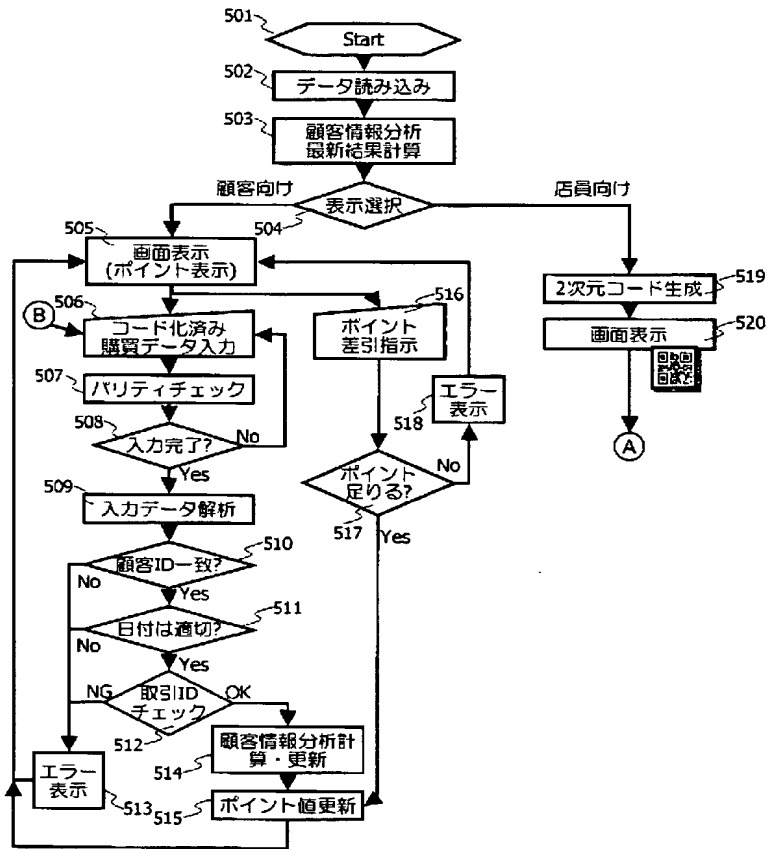 501
Start
502
データ読み込み
503
顧客情報分析
最新結果計算
顧客向け
店員向け
504
表示選択
505
画面表示
(ポイント表示)
519
2次元コード生成
520
画面表示
A
B
506
コード化済み
購買データ入力
516
ポイント
差引指示
507
パリティチェック
518
エラー
表示
508
入力完了?
No
Yes
ポイント
足りる?
517
No
Yes
509
入力データ解析
510
顧客ID一致?
No
Yes
511
日付は適切?
No
Yes
NG
取引ID
チェック
OK
512
514
顧客情報分析計
算・更新
エラー
表示
513
515
ポイント値更新